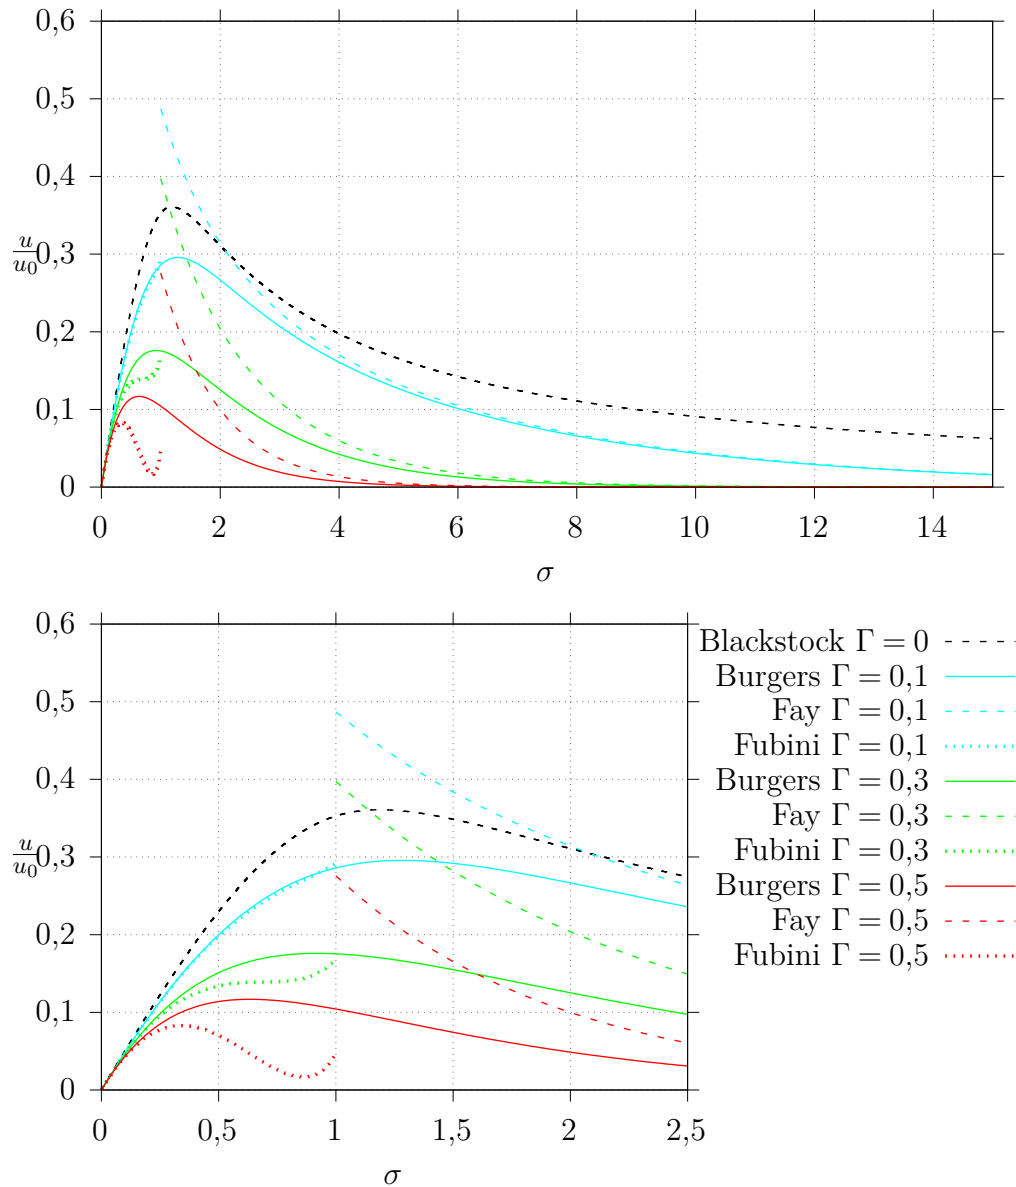 0,6
0,5
0,4
0,3
0,2
0,1
0
u/u₀
0 2 4 6 8 10 12 14
σ
0,6
0,5
0,4
0,3
0,2
0,1
0
u/u₀
0 0,5 1 1,5 2 2,5
σ
Blackstock Γ = 0
Burgers Γ = 0,1
Fay Γ = 0,1
Fubini Γ = 0,1
Burgers Γ = 0,3
Fay Γ = 0,3
Fubini Γ = 0,3
Burgers Γ = 0,5
Fay Γ = 0,5
Fubini Γ = 0,5